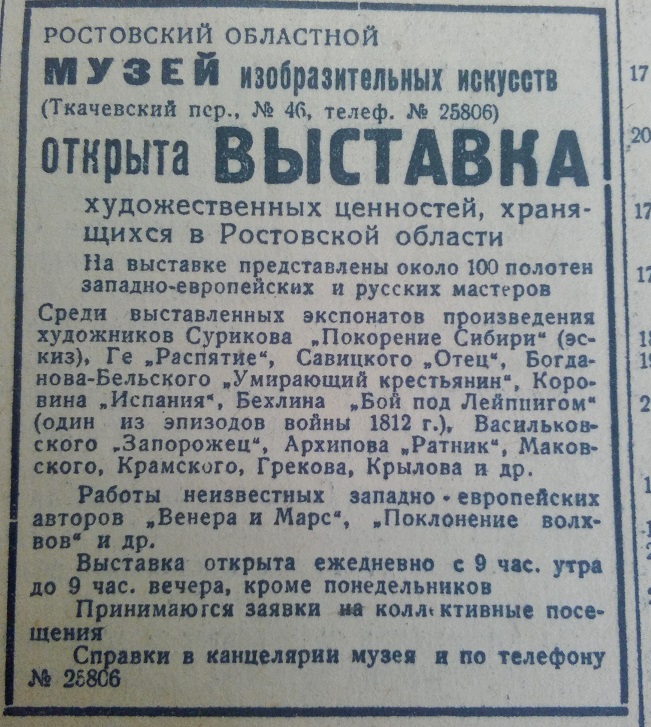 РОСТОВСКИЙ ОБЛАСТНОЙ
МУЗЕЙ изобразительных искусств
(Ткачевский пер., № 46, телеф. № 25806)
открыта ВЫСТАВКА
художественных ценностей, храня-
щихся в Ростовской области
На выставке представлены около 100 полотен
западно-европейских и русских мастеров
Среди выставленных экспонатов произведения
художников Сурикова „Покорение Сибири“ (эс-
киз), Ге „Распятие“, Савицкого „Отец“, Богда-
нова-Бельского „Умирающий крестьянин“, Коро-
вина „Испания“, Бехлина „Бой под Лейпцигом“
(один из эпизодов войны 1812 г.), Васильков-
ского „Запорожец“, Архипова „Ратник“, Маков-
ского, Крамского, Грекова, Крылова и др.
Работы неизвестных западно-европейских
авторов „Венера и Марс“, „Поклонение волх-
вов“ и др.
Выставка открыта ежедневно с 9 час. утра
до 9 час. вечера, кроме понедельников
Принимаются заявки на коллективные посе-
щения
Справки в канцелярии музея и по телефону
№ 25806
17
20
17
17